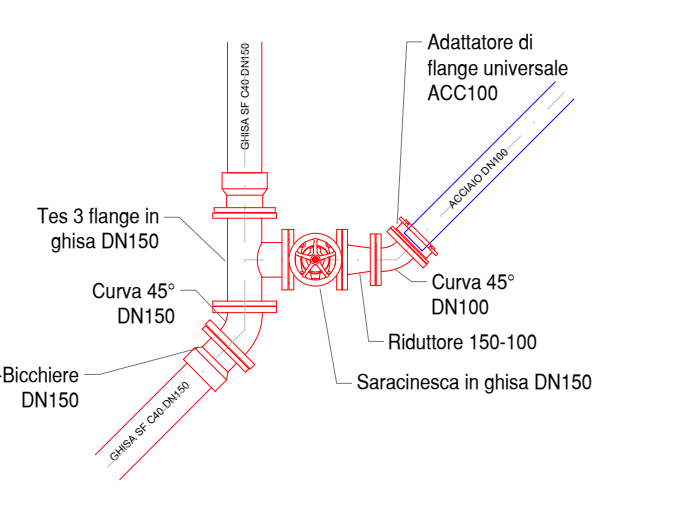 Adattatore di
flange universale
ACC100
GHISA SF C40 DN150
ACCIAIO DN100
Tes 3 flange in
ghisa DN150
Curva 45°
DN150
Curva 45°
DN100
Riduttore 150-100
-Bicchiere
DN150
Saracinesca in ghisa DN150
GHISA SF C40 DN150